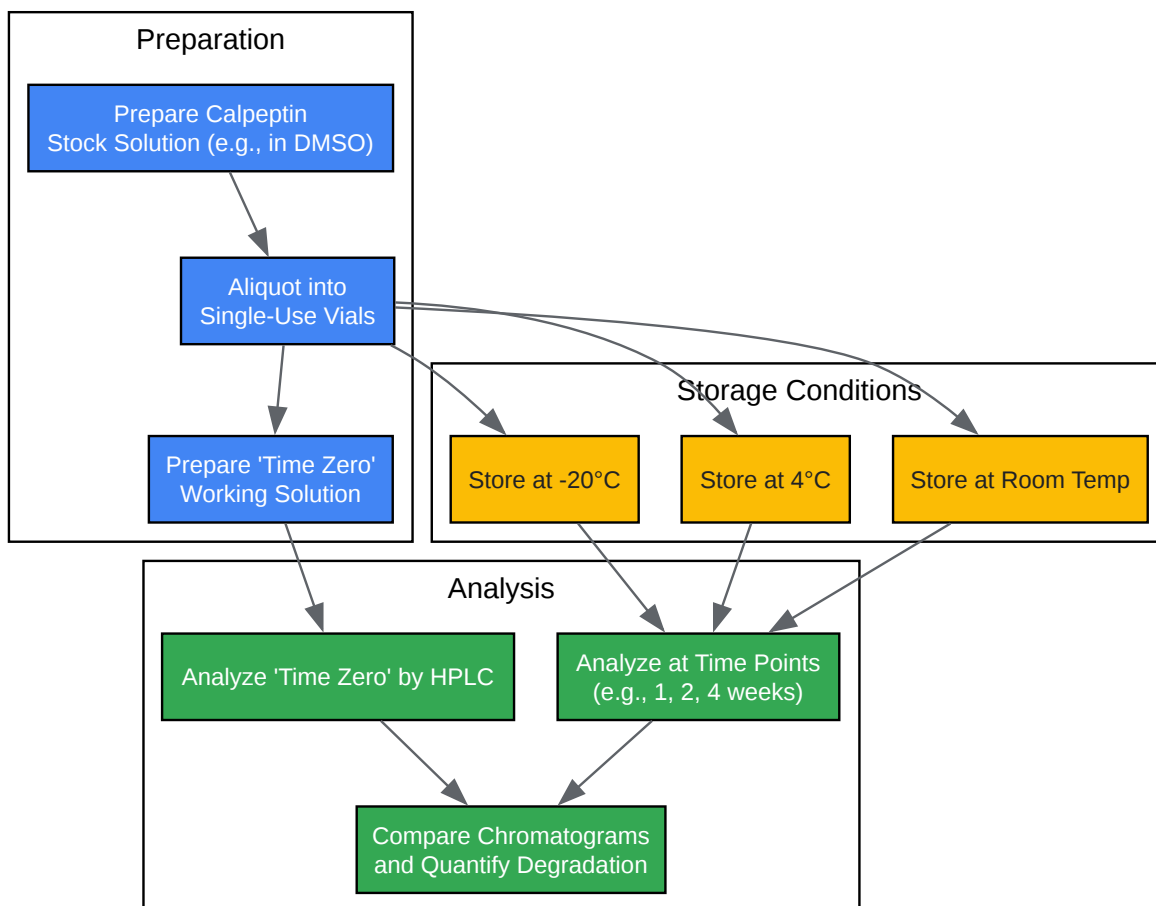 Preparation
Prepare Calpeptin
Stock Solution (e.g., in DMSO)
Aliquot into
Single-Use Vials
Prepare 'Time Zero'
Working Solution
Storage Conditions
Store at -20°C
Store at 4°C
Store at Room Temp
Analysis
Analyze 'Time Zero' by HPLC
Analyze at Time Points
(e.g., 1, 2, 4 weeks)
Compare Chromatograms
and Quantify Degradation